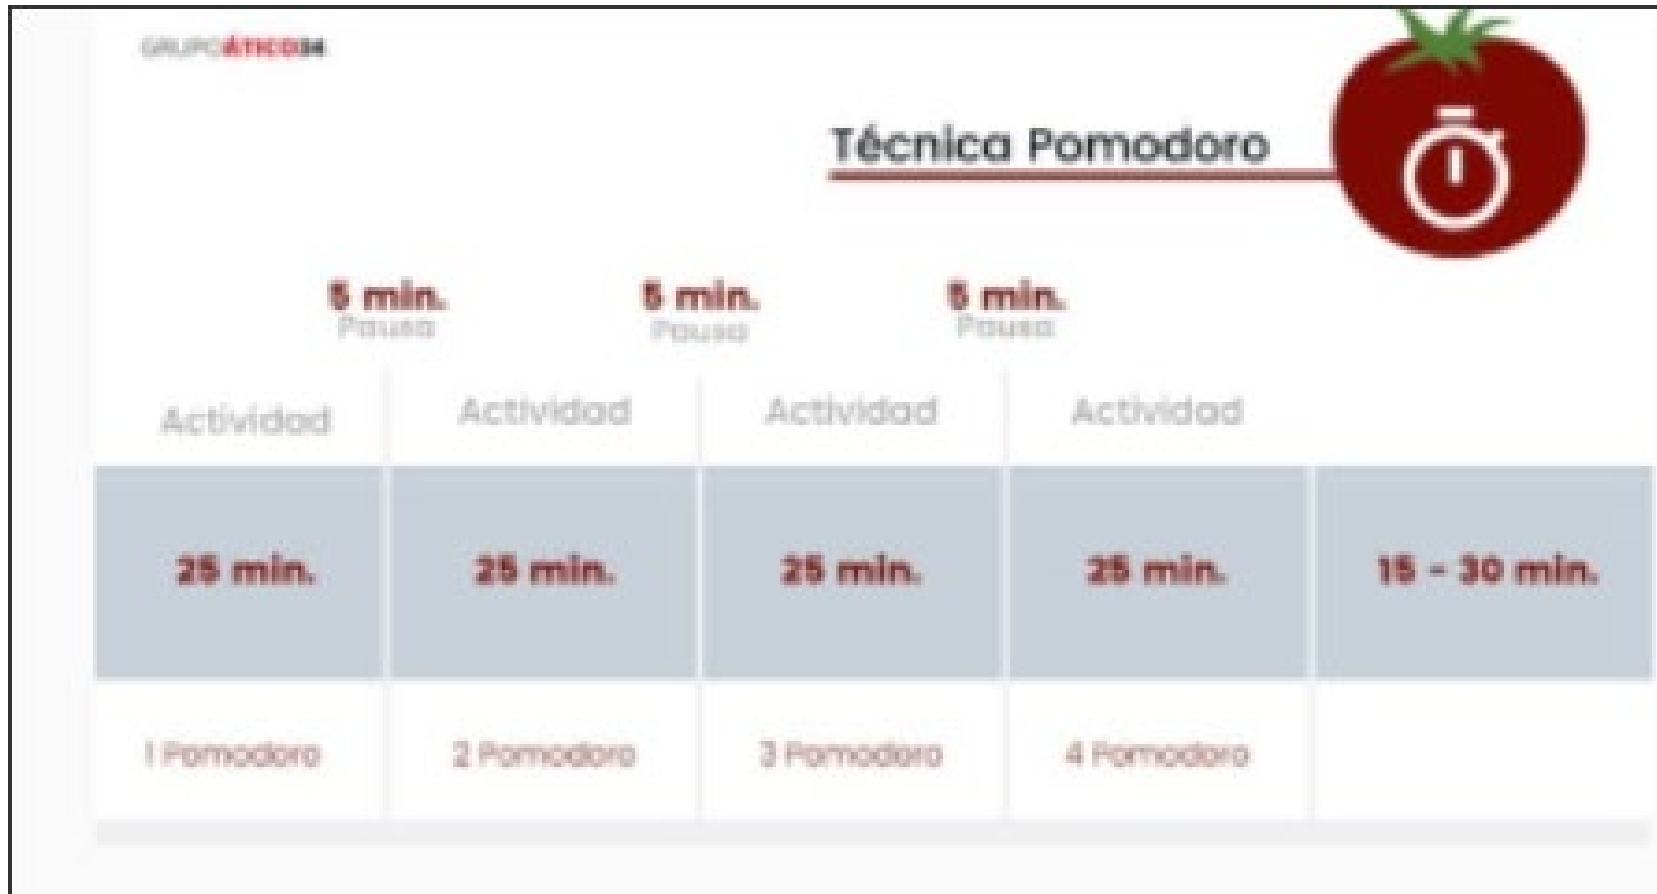 GRUPOÁTICO34
Técnica Pomodoro
5 min. 5 min. 5 min.
Pausa Pausa Pausa
Actividad Actividad Actividad Actividad
25 min. 25 min. 25 min. 25 min. 15 - 30 min.
1 Pomodoro 2 Pomodoro 3 Pomodoro 4 Pomodoro